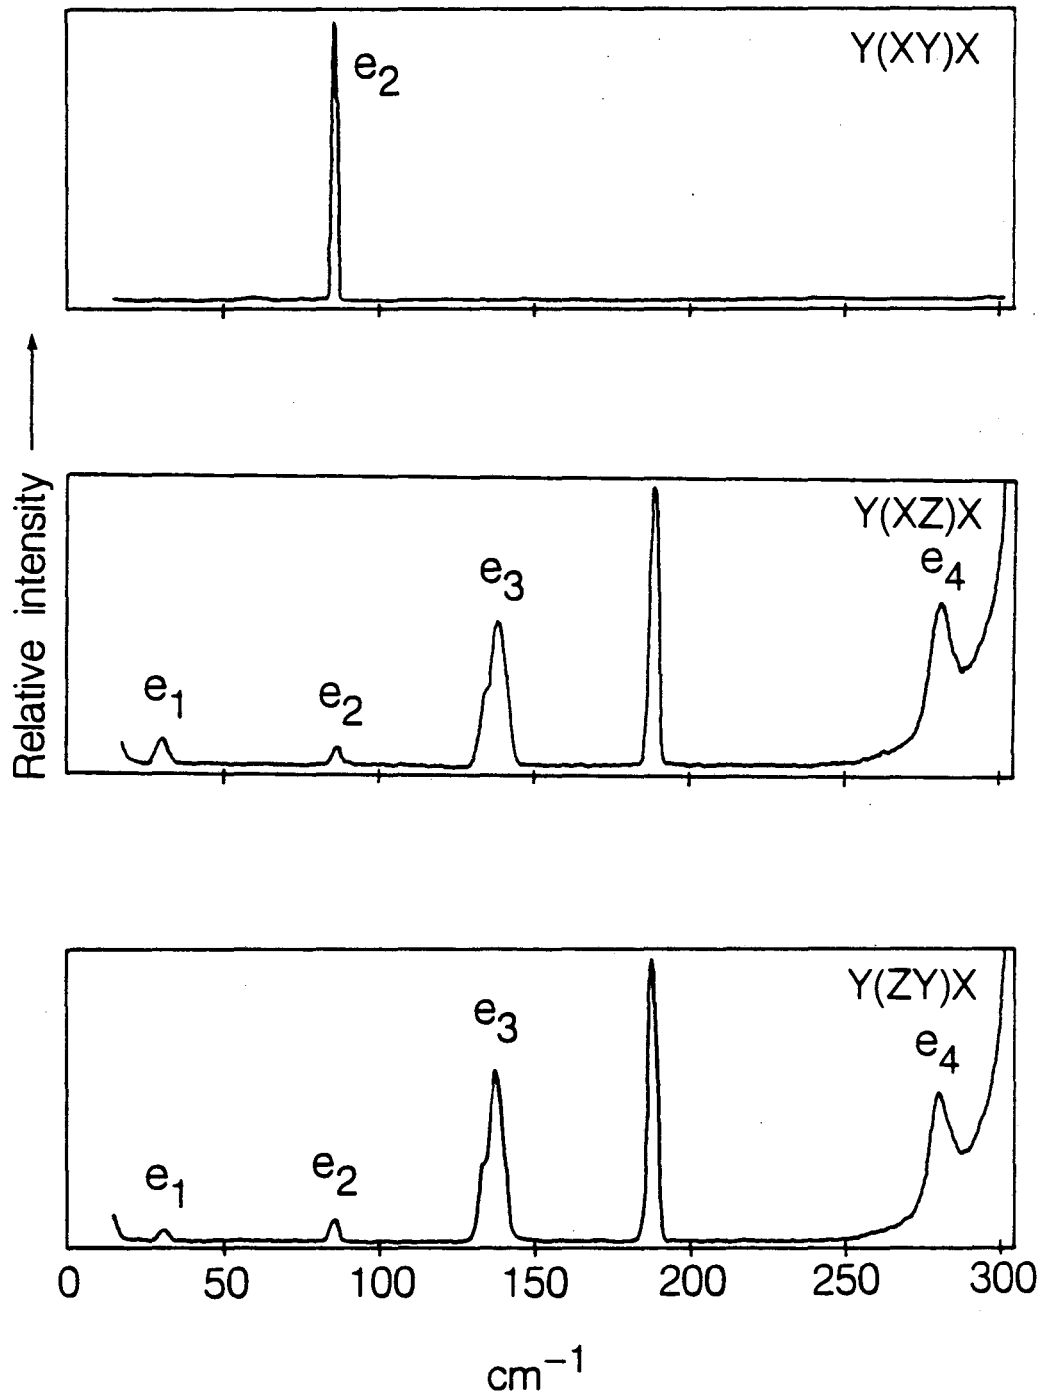 Y(XY)X
e2
Relative intensity
Y(XZ)X
e1
e2
e3
e4
Y(ZY)X
e1
e2
e3
e4
0 50 100 150 200 250 300
cm−1